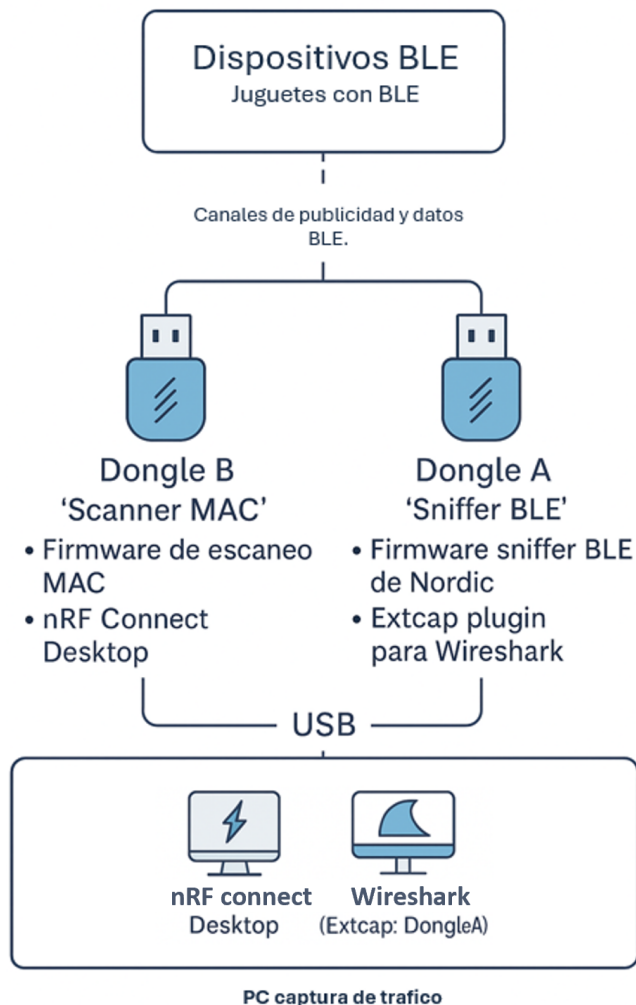 Dispositivos BLE
Juguetes con BLE
Canales de publicidad y datos
BLE.
Dongle B
‘Scanner MAC’
• Firmware de escaneo
MAC
• nRF Connect
Desktop
Dongle A
‘Sniffer BLE’
• Firmware sniffer BLE
de Nordic
• Extcap plugin
para Wireshark
USB
nRF connect
Desktop
Wireshark
(Extcap: DongleA)
PC captura de trafico